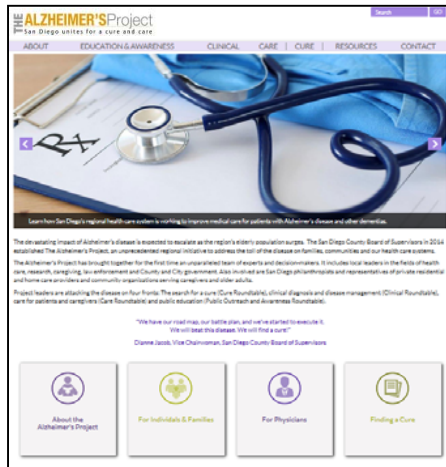 THE ALZHEIMER'SProject
San Diego unites for a cure and care
Search GO!
ABOUT EDUCATION & AWARENESS CLINICAL CARE | CURE | RESOURCES CONTACT
Rx
Learn how San Diego's regional health care system is working to improve medical care for patients with Alzheimer's disease and other dementias.
The devastating impact of Alzheimer's disease is expected to escalate as the region's elderly population surges. The San Diego County Board of Supervisors in 2014
established The Alzheimer's Project, an unprecedented regional initiative to address the toll of the disease on families, communities and our health care systems.
The Alzheimer's Project has brought together for the first time an unparalleled team of experts and decision-makers. It includes local leaders in the fields of health
care, research, caregiving, law enforcement and County and City government. Also involved are San Diego philanthropists and representatives of private residential
and home care providers and community organizations serving caregivers and older adults.
Project leaders are attacking the disease on four fronts: The search for a cure (Cure Roundtable), clinical diagnosis and disease management (Clinical Roundtable),
care for patients and caregivers (Care Roundtable) and public education (Public Outreach and Awareness Roundtable).
"We have our road map, our battle plan, and we've started to execute it.
We will beat this disease. We will find a cure!"
Dianne Jacob, Vice Chairwoman, San Diego County Board of Supervisors
About the
Alzheimer's Project
For Individuals & Families
For Physicians
Finding a Cure